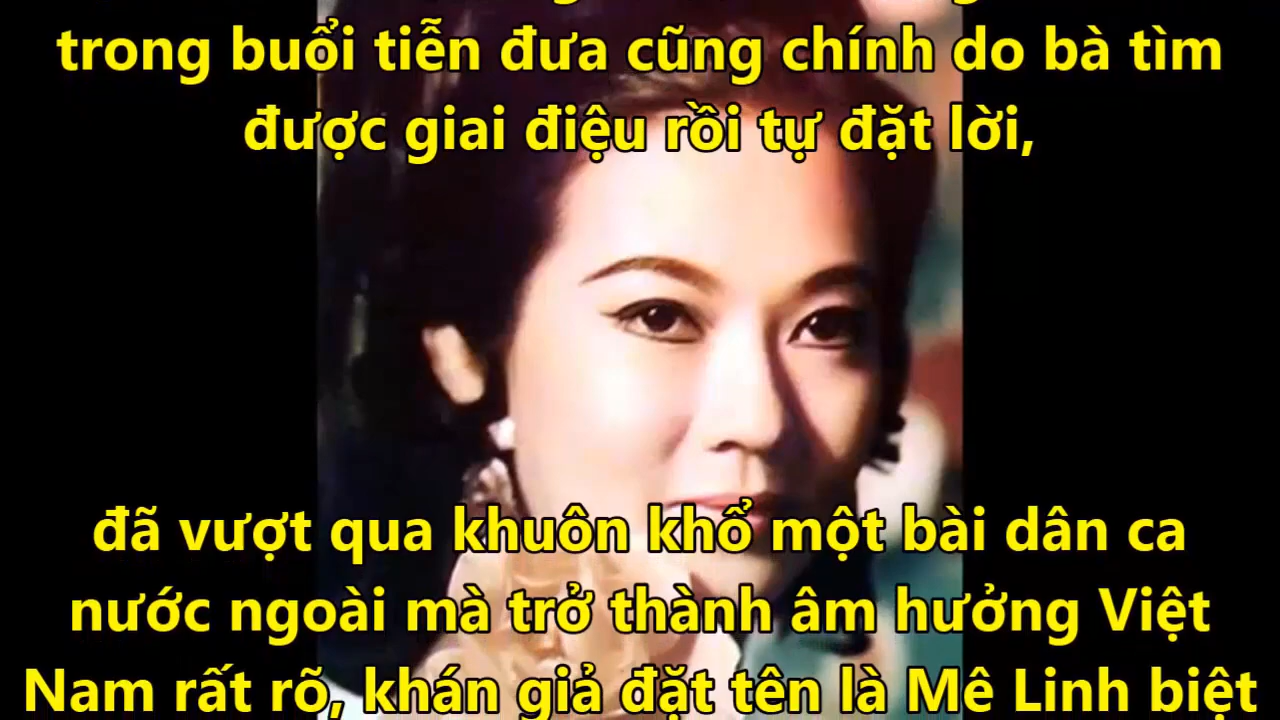 trong buổi tiễn đưa cũng chính do bà tìm
được giai điệu rồi tự đặt lời,
đã vượt qua khuôn khổ một bài dân ca
nước ngoài mà trở thành âm hưởng Việt
Nam rất rõ, khán giả đặt tên là Mê Linh biệt